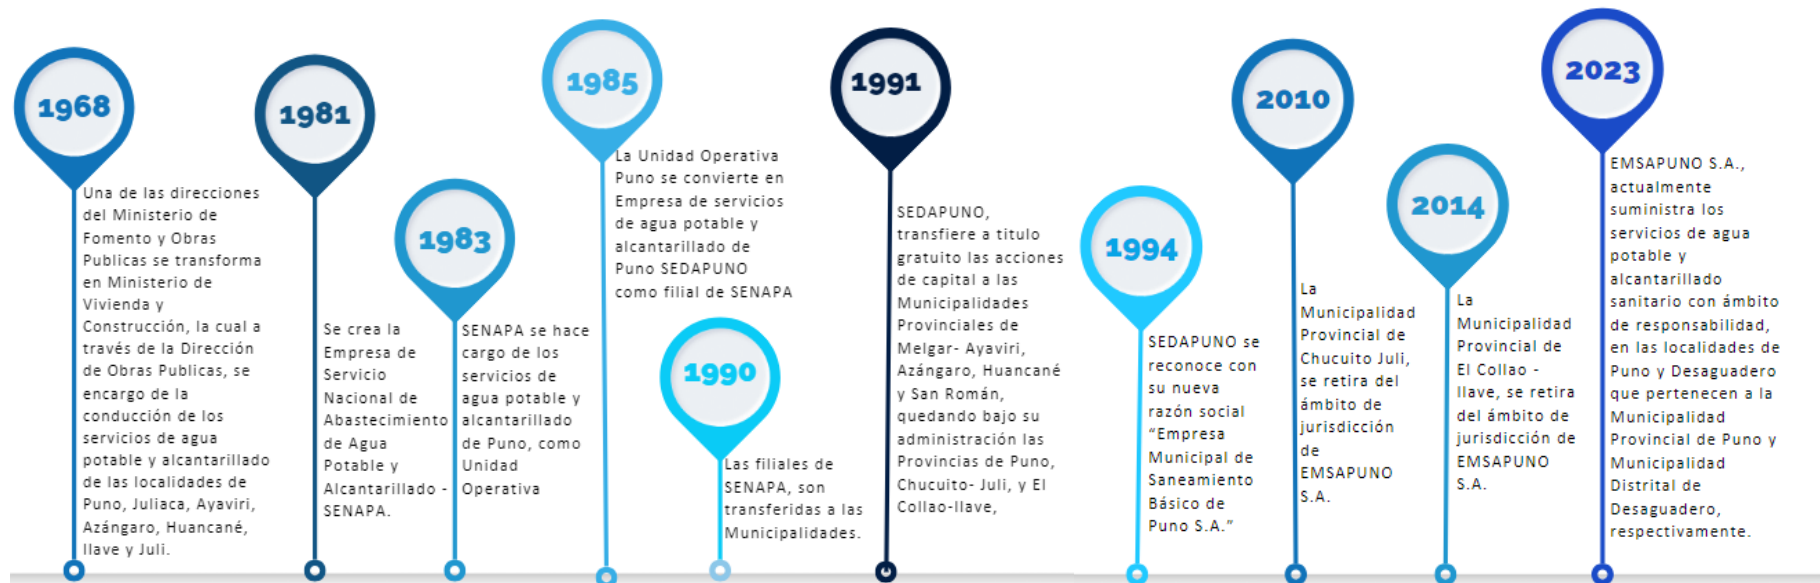 1968
Una de las direcciones
del Ministerio de
Fomento y Obras
Publicas se transforma
en Ministerio de
Vivienda y
Construcción, la cual a
través de la Dirección
de Obras Publicas, se
encargo de la
conducción de los
servicios de agua
potable y alcantarillado
de las localidades de
Puno, Juliaca, Ayaviri,
Azángaro, Huancané,
Ilave y Juli.
1981
Se crea la
Empresa de
Servicio
Nacional de
Abastecimiento
de Agua
Potable y
Alcantarillado -
SENAPA.
1983
SENAPA se hace
cargo de los
servicios de
agua potable y
alcantarillado
de Puno, como
Unidad
Operativa
1985
La Unidad Operativa
Puno se convierte en
Empresa de servicios
de agua potable y
alcantarillado de
Puno SEDAPUNO
como filial de SENAPA
1990
Las filiales de
SENAPA, son
transferidas a las
Municipalidades.
1991
SEDAPUNO,
transfiere a titulo
gratuito las acciones
de capital a las
Municipalidades
Provinciales de
Melgar- Ayaviri,
Azángaro, Huancané
y San Román,
quedando bajo su
administración las
Provincias de Puno,
Chucuito- Juli, y El
Collao-Ilave,
1994
SEDAPUNO se
reconoce con
su nueva
razón social
“Empresa
Municipal de
Saneamiento
Básico de
Puno S.A.”
2010
La
Municipalidad
Provincial de
Chucuito Juli,
se retira del
ámbito de
jurisdicción
de
EMSAPUNO
S.A.
2014
La
Municipalidad
Provincial de
El Collao -
Ilave, se retira
del ámbito de
jurisdicción de
EMSAPUNO
S.A.
2023
EMSAPUNO S.A.,
actualmente
suministra los
servicios de agua
potable y
alcantarillado
sanitario con ámbito
de responsabilidad,
en las localidades de
Puno y Desaguadero
que pertenecen a la
Municipalidad
Provincial de Puno y
Municipalidad
Distrital de
Desaguadero,
respectivamente.